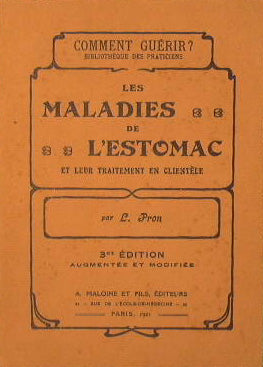 COMMENT GUÉRIR?
BIBLIOTHÈQUE DES PRATICIENS
LES
MALADIES
DE
L'ESTOMAC
ET LEUR TRAITEMENT EN CLIENTÈLE
par L. Pron
3me ÉDITION
AUGMENTÉE ET MODIFIÉE
A. MALOINE ET FILS, ÉDITEURS
RUE DE L'ÉCOLE-DE-MÉDECINE
PARIS, 1921